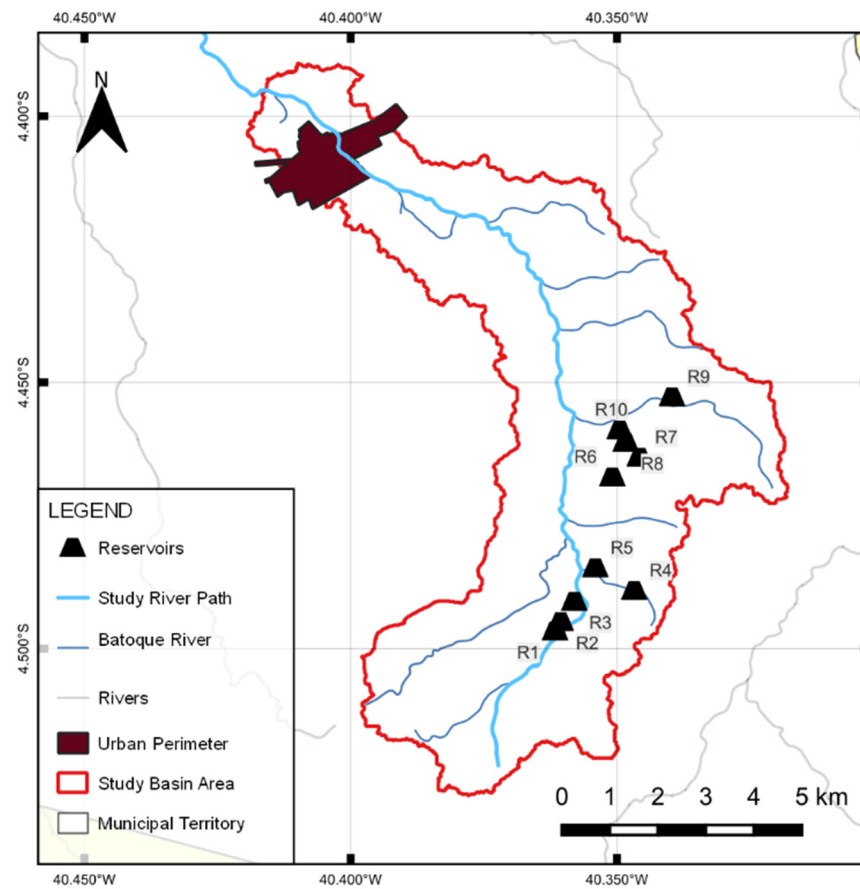 40.450°W 40.400°W 40.350°W
N
4.400°S
4.450°S
4.500°S
R9
R10
R7
R6
R8
R5
R4
R3
R1
R2
LEGEND
Reservoirs
Study River Path
Batoque River
Rivers
Urban Perimeter
Study Basin Area
Municipal Territory
0 1 2 3 4 5 km
40.450°W 40.400°W 40.350°W